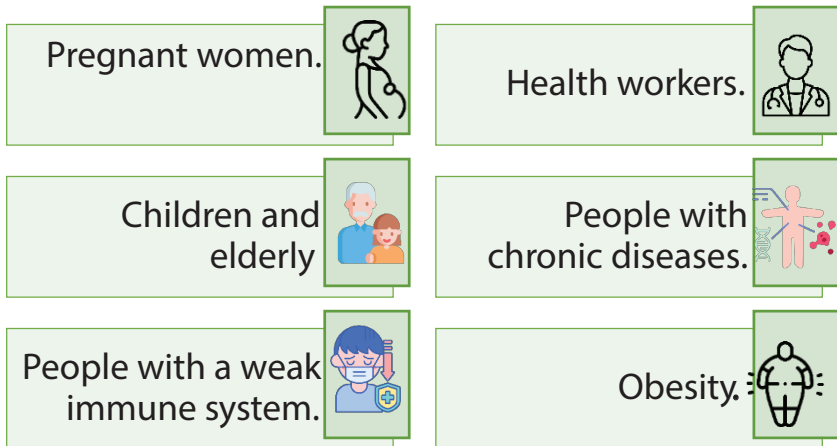 Pregnant women.
Health workers.
Children and
elderly
People with
chronic diseases.
People with a weak
immune system.
Obesity.